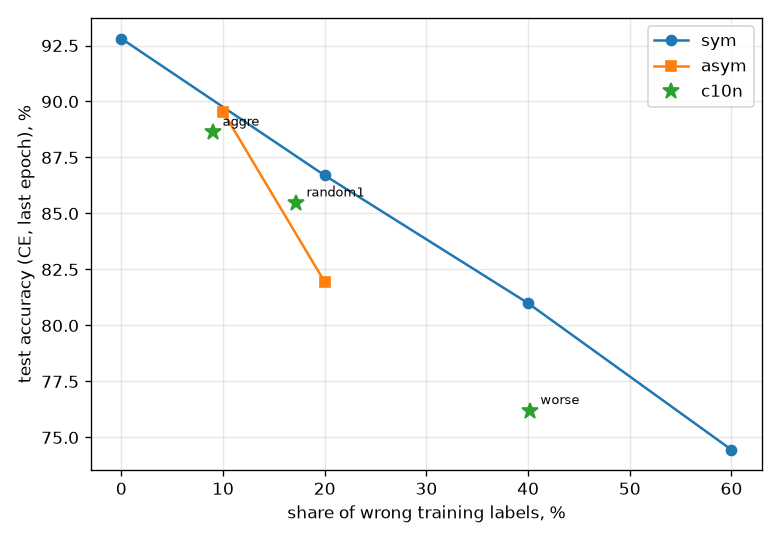 92.5
90.0
87.5
85.0
82.5
80.0
77.5
75.0
test accuracy (CE, last epoch), %
sym
asym
c10n
aggre
random1
worse
0 10 20 30 40 50 60
share of wrong training labels, %